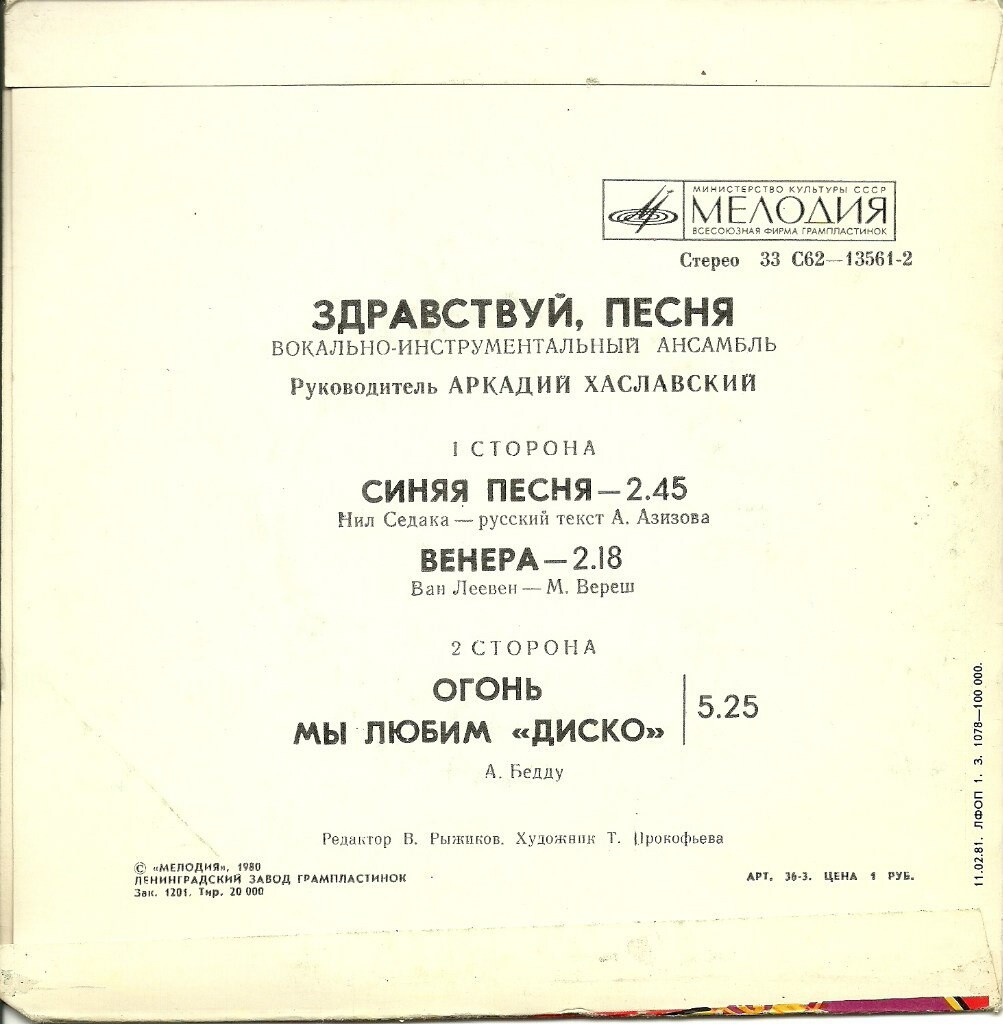 МИНИСТЕРСТВО КУЛЬТУРЫ СССР
МЕЛОДИЯ
ВСЕСОЮЗНАЯ ФИРМА ГРАМПЛАСТИНОК
Стерео 33 С62—13561-2
ЗДРАВСТВУЙ, ПЕСНЯ
ВОКАЛЬНО-ИНСТРУМЕНТАЛЬНЫЙ АНСАМБЛЬ
Руководитель АРКАДИЙ ХАСЛАВСКИЙ
1 СТОРОНА
СИНЯЯ ПЕСНЯ—2.45
Нил Седака — русский текст А. Азизова
ВЕНЕРА—2.18
Ван Леевен — М. Вереш
2 СТОРОНА
ОГОНЬ
МЫ ЛЮБИМ «ДИСКО»
5.25
А. Бедду
Редактор В. Рыжиков. Художник Т. Прокофьева
© «МЕЛОДИЯ», 1980
ЛЕНИНГРАДСКИЙ ЗАВОД ГРАМПЛАСТИНОК
Зак. 1201. Тир. 20 000
АРТ. 36-3. ЦЕНА 1 РУБ.
11.02.81. ЛФОП 1. З. 1078—100 000.